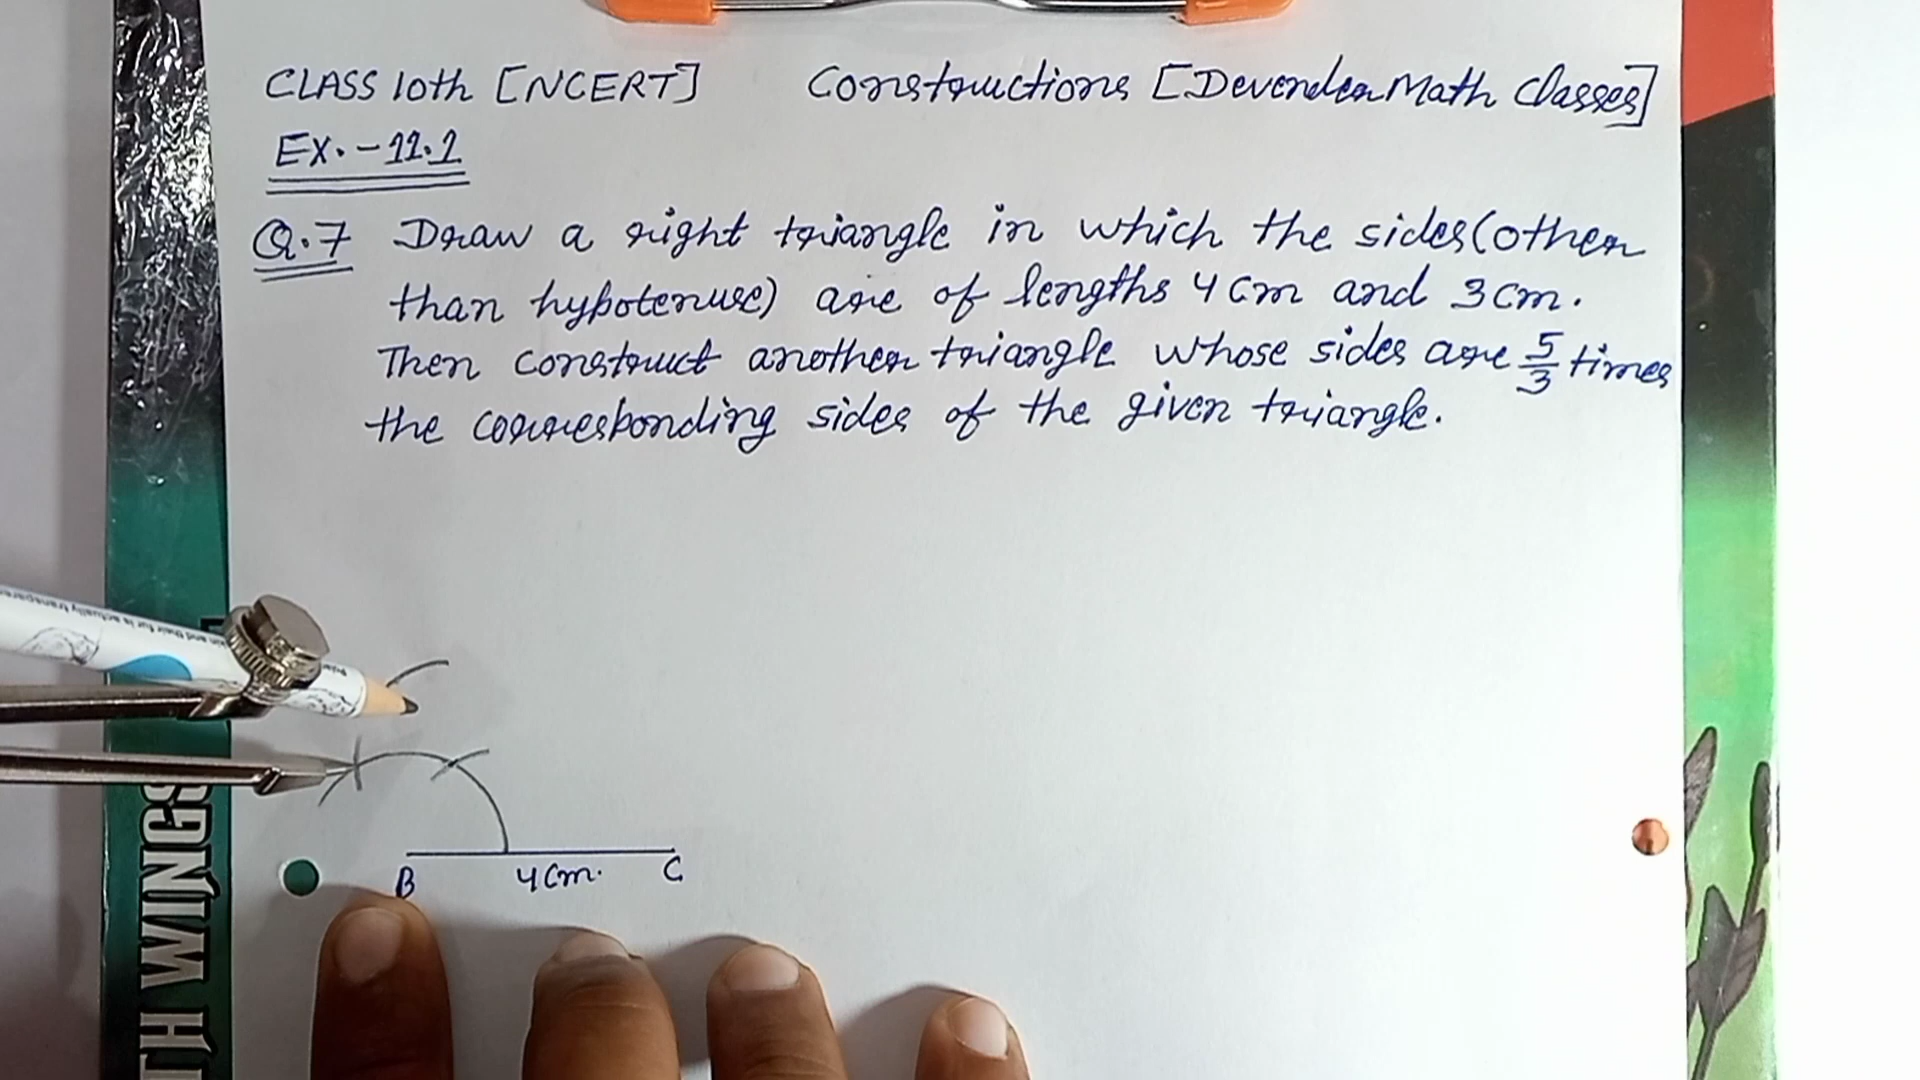 CLASS 10th [NCERT] Constructions [Devender Math Classes]
Ex. - 11.1
Q.7 Draw a right triangle in which the sides (other
than hypotenuse) are of lengths 4 cm and 3 cm.
Then construct another triangle whose sides are 5/3 times
the corresponding sides of the given triangle.
B 4 cm. C
TH WINGS